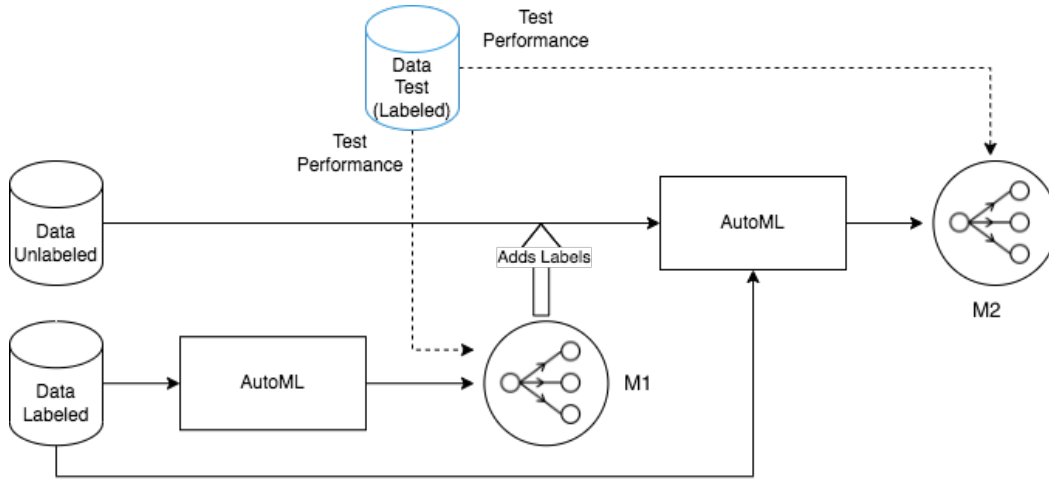 Test
Performance
Data
Test
(Labeled)
Test
Performance
Data
Unlabeled
AutoML
Adds Labels
M2
Data
Labeled
AutoML
M1